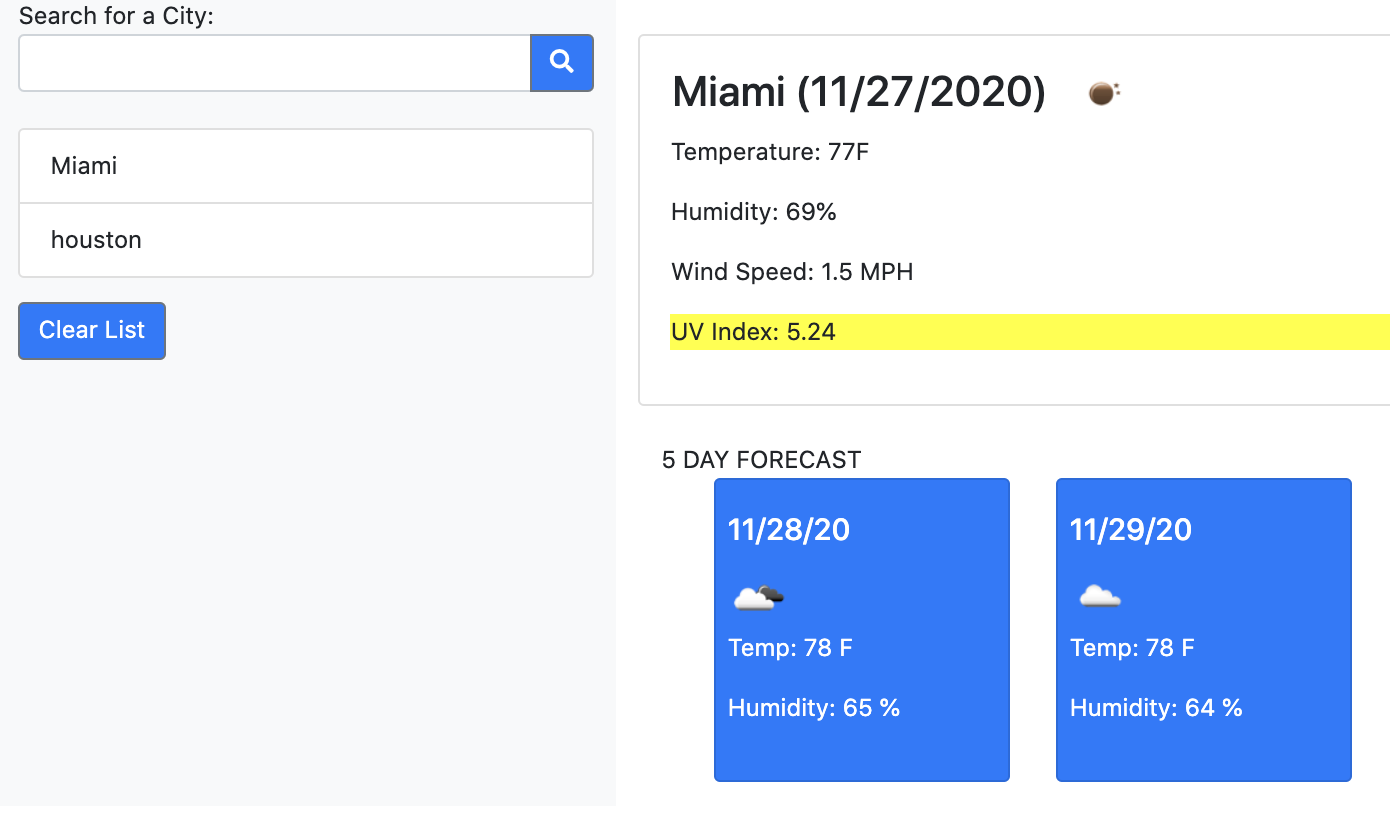 Search for a City:
Miami
houston
Clear List
Miami (11/27/2020)
Temperature: 77F
Humidity: 69%
Wind Speed: 1.5 MPH
UV Index: 5.24
5 DAY FORECAST
11/28/20
Temp: 78 F
Humidity: 65 %
11/29/20
Temp: 78 F
Humidity: 64 %